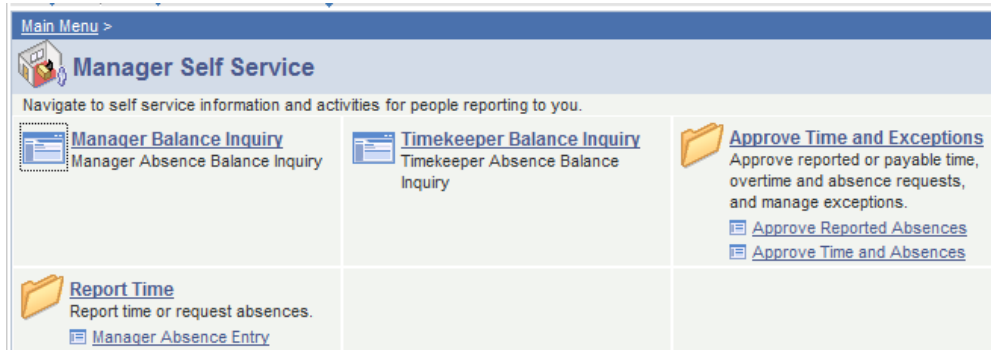 Main Menu >
Manager Self Service
Navigate to self service information and activities for people reporting to you.
Manager Balance Inquiry
Manager Absence Balance Inquiry
Timekeeper Balance Inquiry
Timekeeper Absence Balance
Inquiry
Approve Time and Exceptions
Approve reported or payable time,
overtime and absence requests,
and manage exceptions.
Approve Reported Absences
Approve Time and Absences
Report Time
Report time or request absences.
Manager Absence Entry